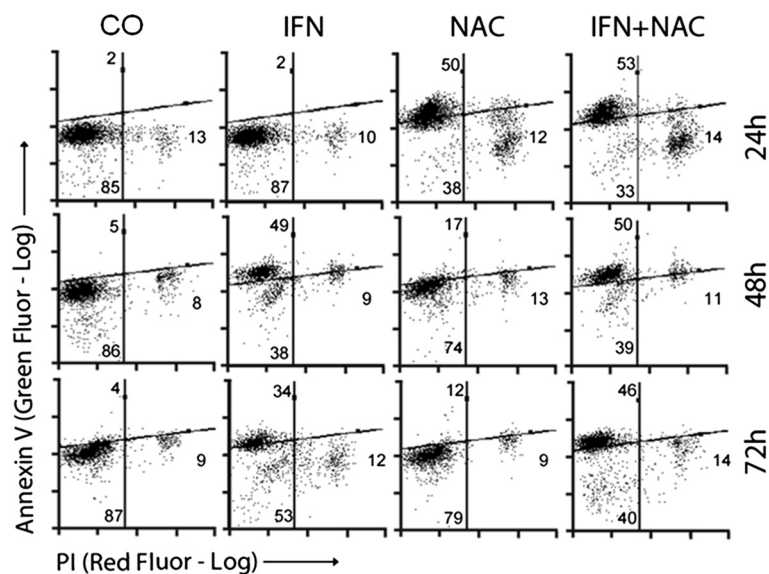 CO IFN NAC IFN+NAC
2 2 50 53
13 10 12 14
85 87 38 33
24h
5 49 17 50
8 9 13 11
86 38 74 39
48h
4 34 12 46
9 12 9 14
87 53 79 40
72h
Annexin V (Green Fluor - Log)
PI (Red Fluor - Log)